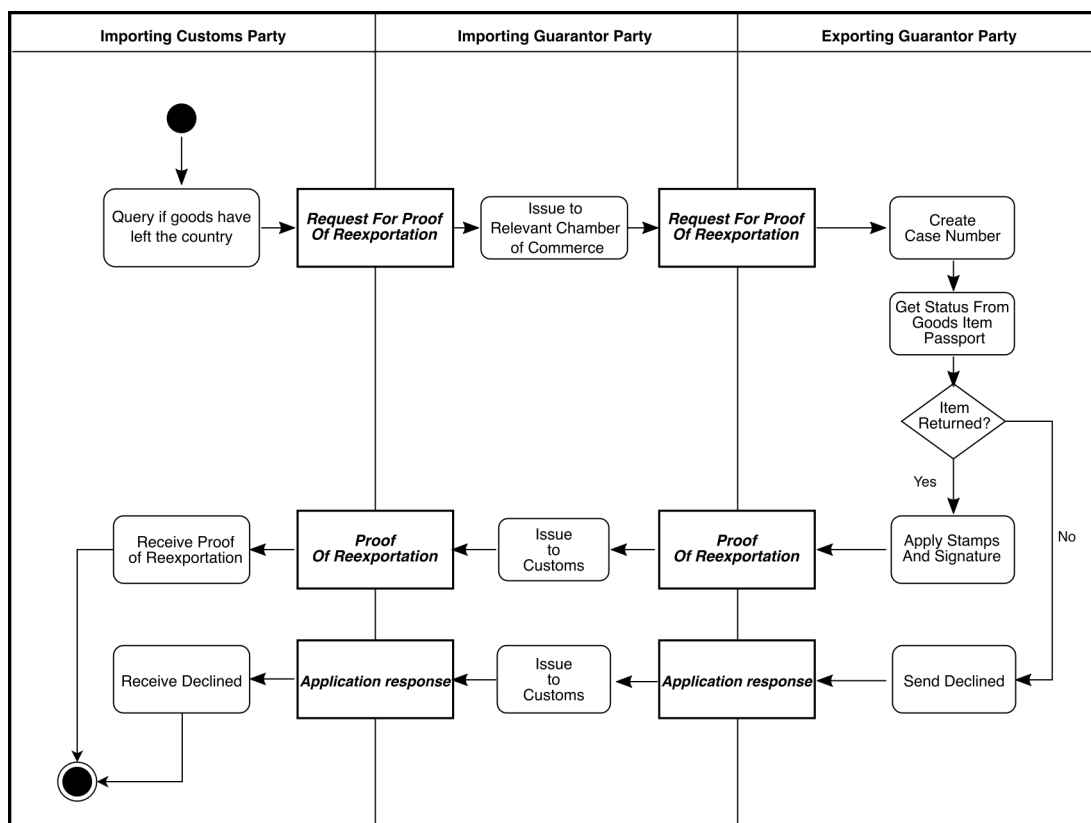 Importing Customs Party
Importing Guarantor Party
Exporting Guarantor Party
Query if goods have
left the country
Request For Proof
Of Reexportation
Issue to
Relevant Chamber
of Commerce
Request For Proof
Of Reexportation
Create
Case Number
Get Status From
Goods Item
Passport
Item
Returned?
Yes
No
Receive Proof
of Reexportation
Proof
Of Reexportation
Issue
to
Customs
Proof
Of Reexportation
Apply Stamps
And Signature
Receive Declined
Application response
Issue
to
Customs
Application response
Send Declined